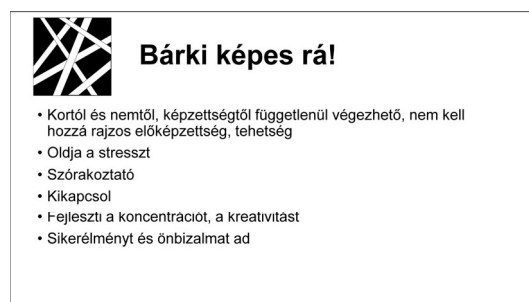 Bárki képes rá!
• Kortól és nemtől, képzettségtől függetlenül végezhető, nem kell
hozzá rajzos előképzettség, tehetség
• Oldja a stresszt
• Szórakoztató
• Kikapcsol
• Fejleszti a koncentrációt, a kreativitást
• Sikerélményt és önbizalmat ad